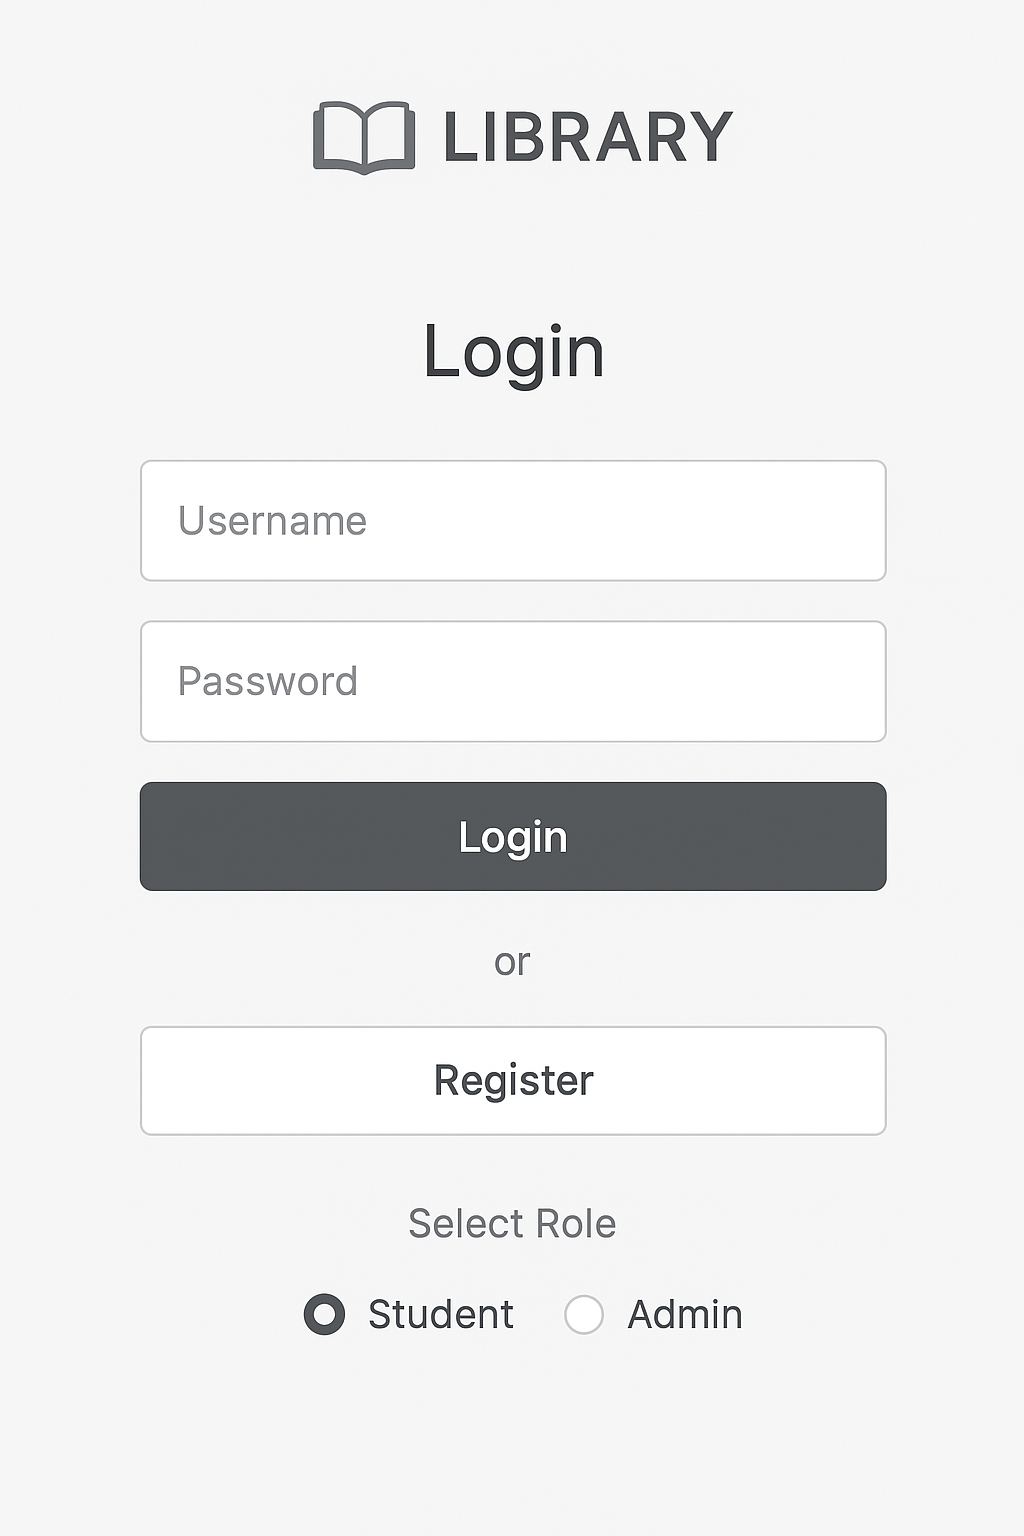 LIBRARY
Login
Username
Password
Login
or
Register
Select Role
Student Admin